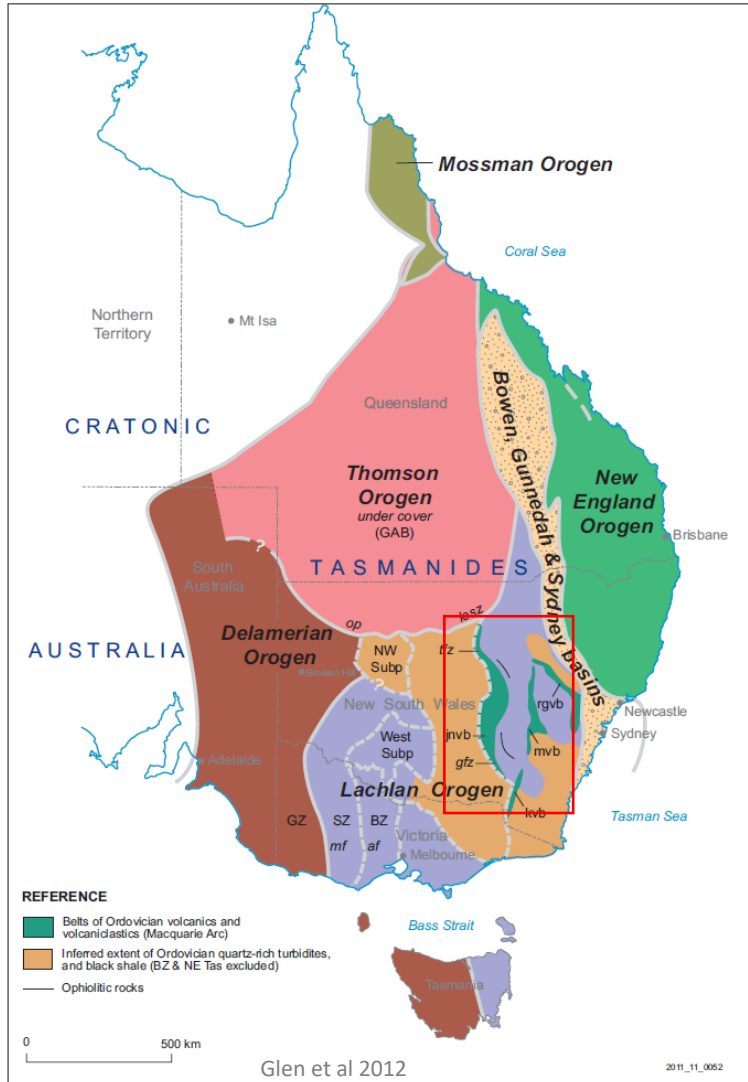 Mossman Orogen
Coral Sea
Northern
Territory
Mt Isa
Queensland
CRATONIC
Bowen, Gunnedah & Sydney basins
Thomson
Orogen
under cover
(GAB)
New
England
Orogen
Brisbane
?
TASMANIDES
South
Australia
op
losz
tfz
Delamerian
Orogen
NW
Subp
AUSTRALIA
Broken Hill
?
New South Wales
rgvb
Newcastle
Sydney
West
Subp
jnvb
mvb
Adelaide
gfz
Lachlan Orogen
kvb
Tasman Sea
GZ
SZ
BZ
mf
af
Victoria
Melbourne
REFERENCE
Belts of Ordovician volcanics and
volcaniclastics (Macquarie Arc)
Bass Strait
Inferred extent of Ordovician quartz-rich turbidites,
and black shale (BZ & NE Tas excluded)
Ophiolitic rocks
Tasmania
0
500 km
Glen et al 2012
2011_11_0052